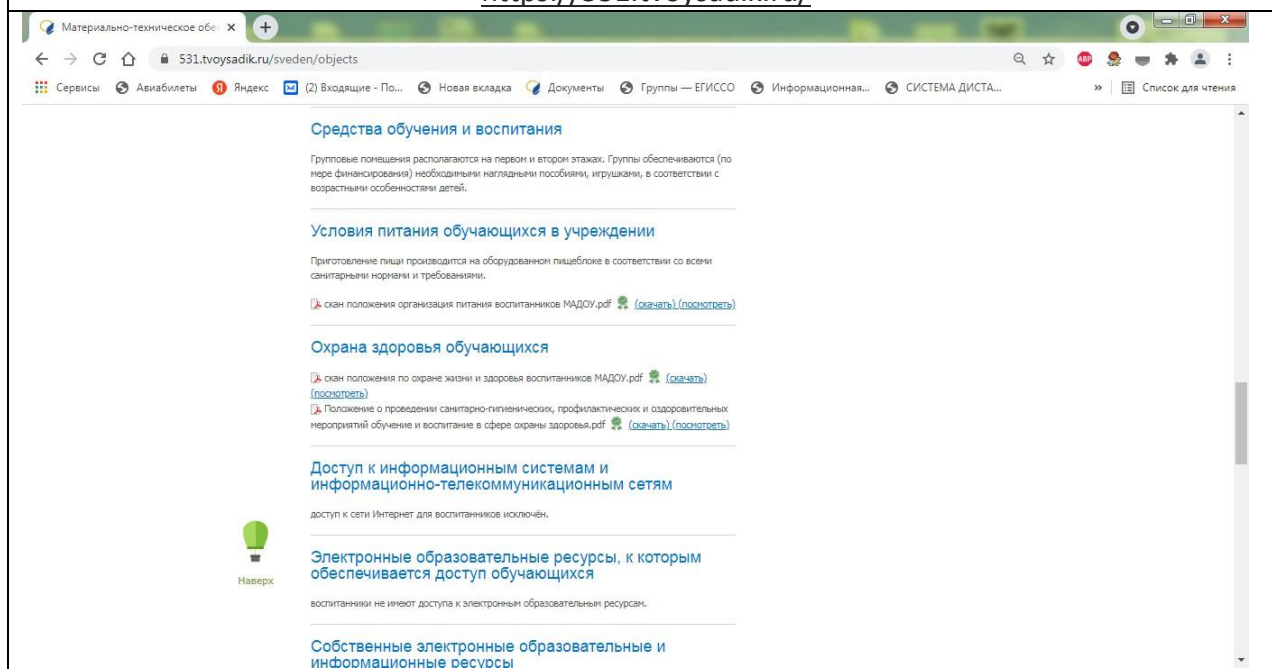 https://531.tvoysadik.ru/
Материально-техническое обе
531.tvoysadik.ru/sveden/objects
Сервисы Авиабилеты Яндекс (2) Входящие - По... Новая вкладка Документы Группы — ЕГИССО Информационная... СИСТЕМА ДИСТА... » Список для чтения
Средства обучения и воспитания
Групповые помещения располагаются на первом и втором этажах. Группы обеспечиваются (по
мере финансирования) необходимыми наглядными пособиями, игрушками, в соответствии с
возрастными особенностями детей.
Условия питания обучающихся в учреждении
Приготовление пищи производится на оборудованном пищеблоке в соответствии со всеми
санитарными нормами и требованиями.
скан положения организация питания воспитанников МАДОУ.pdf (скачать) (посмотреть)
Охрана здоровья обучающихся
скан положения по охране жизни и здоровья воспитанников МАДОУ.pdf (скачать)
(посмотреть)
Положение о проведении санитарно-гигиенических, профилактических и оздоровительных
мероприятий обучение и воспитание в сфере охраны здоровья.pdf (скачать) (посмотреть)
Доступ к информационным системам и
информационно-телекоммуникационным сетям
доступ к сети Интернет для воспитанников исключён.
Наверх
Электронные образовательные ресурсы, к которым
обеспечивается доступ обучающихся
воспитанники не имеют доступа к электронным образовательным ресурсам.
Собственные электронные образовательные и
информационные ресурсы